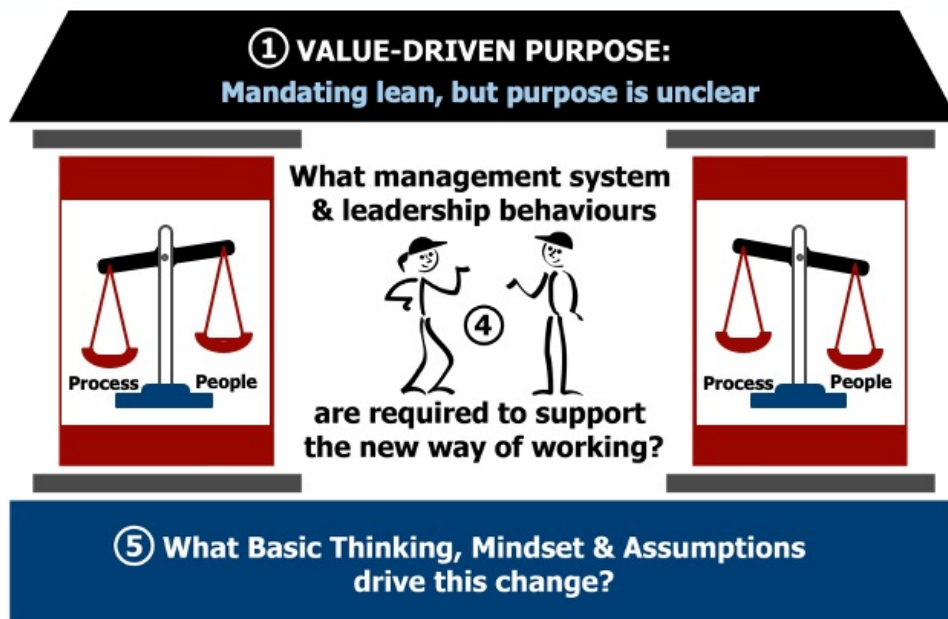 ① VALUE-DRIVEN PURPOSE:
Mandating lean, but purpose is unclear
What management system
& leadership behaviours
Process People
④
Process People
are required to support
the new way of working?
⑤ What Basic Thinking, Mindset & Assumptions
drive this change?